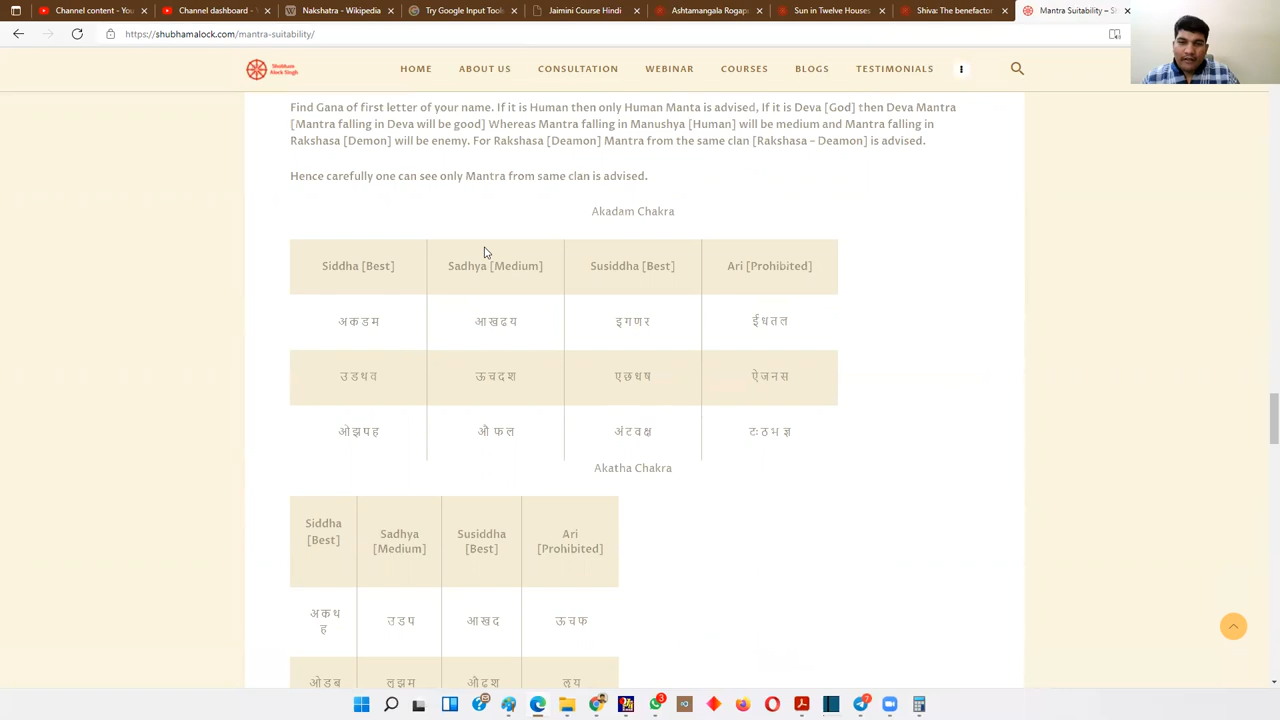 Content - You
Channel dashboard - 
Nakshatra - Wikipedia
Try Google Input Tools
Jaimini Course Hindi
Ashtamangala Rogapr
Sun in Twelve Houses
Shiva: The benefactor
Mantra Suitability – S
https://shubhamalock.com/mantra-suitability/
Shubham
Alock Singh
HOME
ABOUT US
CONSULTATION
WEBINAR
COURSES
BLOGS
TESTIMONIALS
Find Gana of first letter of your name. If it is Human then only Human Manta is advised, If it is Deva [God] then Deva Mantra
[Mantra falling in Deva will be good] Whereas Mantra falling in Manushya [Human] will be medium and Mantra falling in
Rakshasa [Demon] will be enemy. For Rakshasa [Deamon] Mantra from the same clan [Rakshasa – Deamon] is advised.
Hence carefully one can see only Mantra from same clan is advised.
Akadam Chakra
Siddha [Best] Sadhya [Medium] Susiddha [Best] Ari [Prohibited]
अ क ड म आ ख ढ य इ ग ण र ई ध त ल
उ ड थ व ऊ च द श ए छ ध ष ऐ ज न स
ओ झ प ह औ फ ल अं ट व क्ष टः ठ भ ज्ञ
Akatha Chakra
Siddha [Best] Sadhya [Medium] Susiddha [Best] Ari [Prohibited]
अ क थ ह उ ड प आ ख द ऊ च फ
ओ ड ब लृ झ म औ ढ श लृ य